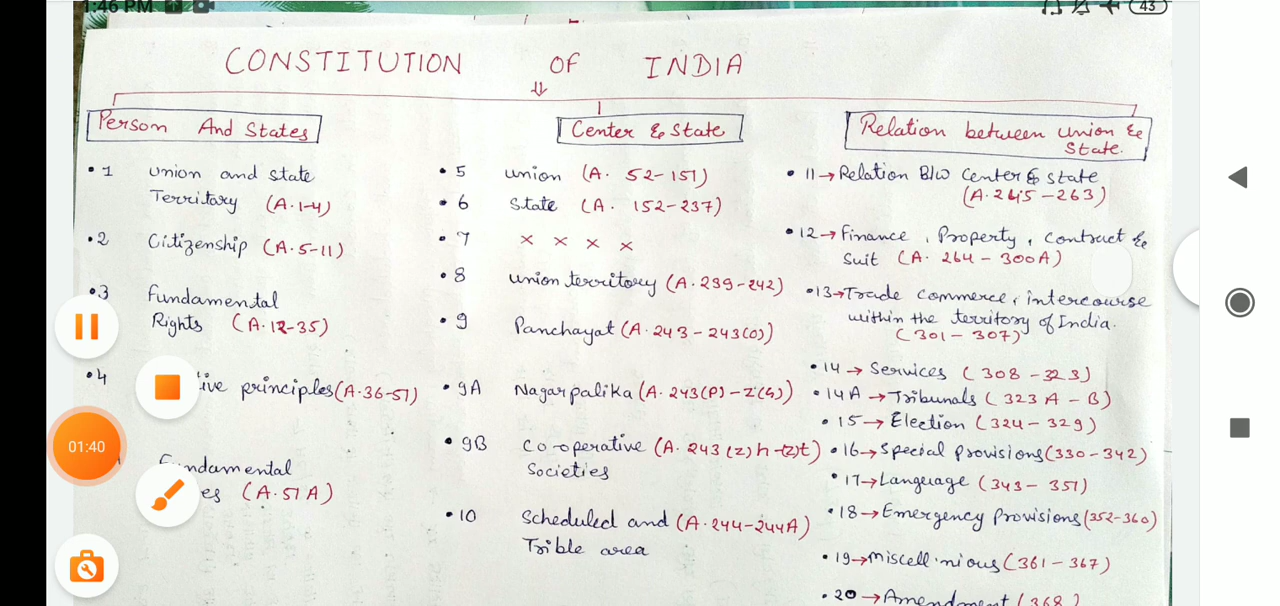 1:46 PM
43
CONSTITUTION OF INDIA
Person And States
• 1 Union and state
Territory (A.1-4)
• 2 Citizenship (A.5-11)
• 3 Fundamental
Rights (A.12-35)
• 4 tive principles (A.36-51)
Fundamental
es (A.51A)
Center & State
• 5 union (A. 52-151)
• 6 State (A. 152-237)
• 7 × × × ×
• 8 union territory (A.239-242)
• 9 Panchayat (A.243-243(O))
• 9A Nagarpalika (A.243(P)-Z(G))
• 9B Co-operative (A.243(Z)h-(Z)t)
Societies
• 10 Scheduled and (A.244-244A)
Trible area
Relation between union &
State.
• 11→Relation B/W Center & state
(A.245-263)
• 12→Finance, Property, Contract &
Suit (A. 264-300A)
• 13→Trade commerce, intercourse
within the territory of India.
(301-307)
• 14→Services (308-323)
• 14A→Tribunals (323A-B)
• 15→Election (324-329)
• 16→Special provisions (330-342)
• 17→Language (343-351)
• 18→Emergency provisions (352-360)
• 19→Miscellinious (361-367)
• 20→Amendment (368)
01:40